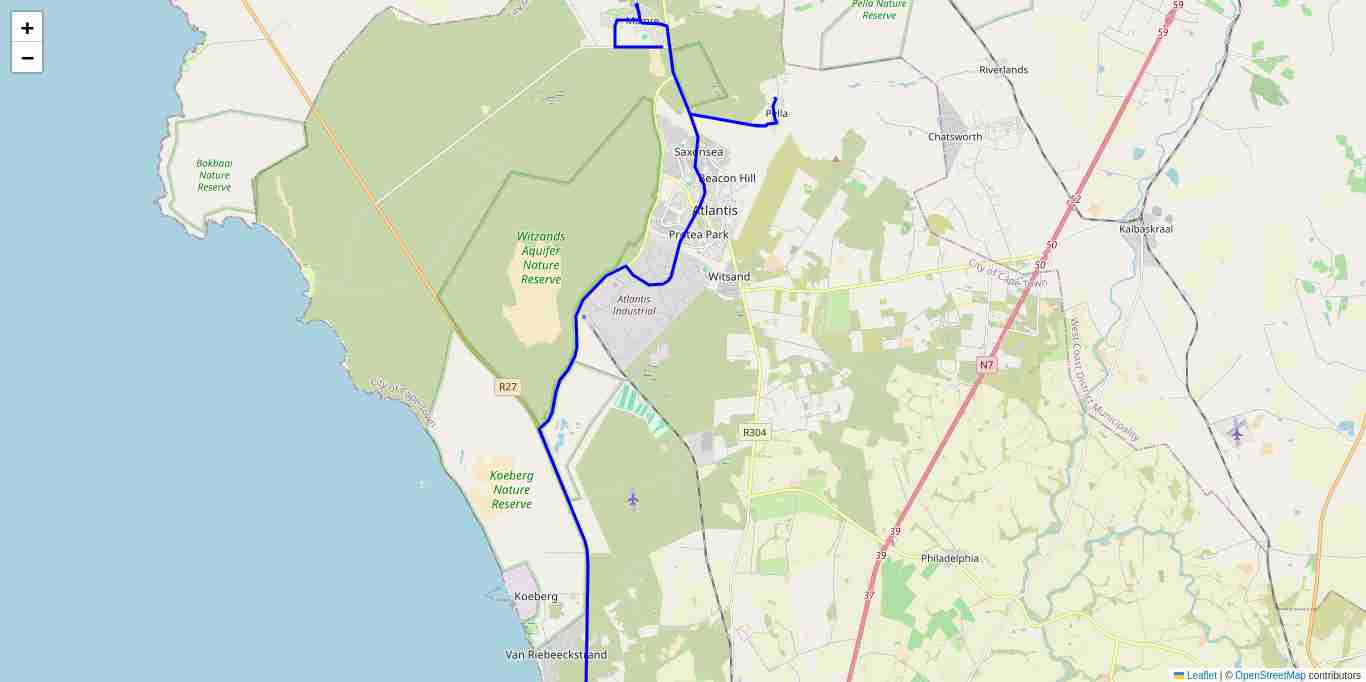 +
−
Mamre
Pella Nature
Reserve
59
59
Riverlands
Pella
Chatsworth
Saxonsea
Bokbaai
Nature
Reserve
Beacon Hill
52
Atlantis
Kalbaskraal
Protea Park
Witzands
Aquifer
Nature
Reserve
50
50
City of Cape Town
Witsand
Atlantis
Industrial
West Coast District Municipality
N7
R27
City of Cape Town
R304
Koeberg
Nature
Reserve
39
39
Philadelphia
37
Koeberg
Van Riebeeckstrand
Leaflet | © OpenStreetMap contributors